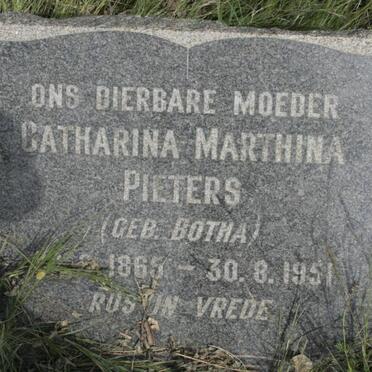 ONS DIERBARE MOEDER
CATHARINA MARTHINA
PIETERS
(GEB. BOTHA)
1865 - 30.8.1951
RUS IN VREDE